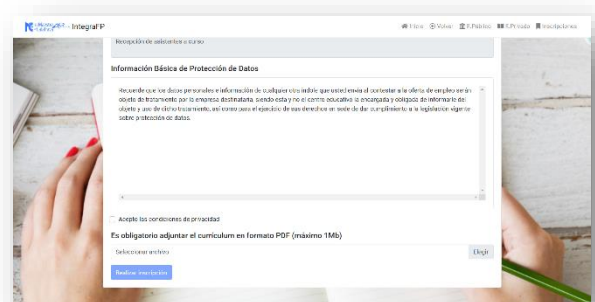 IntegraFP
Inicio Volver E.Público E.Privado Inscripciones
Recepción de asistentes a curso
Información Básica de Protección de Datos
Recuerde que los datos personales e información de cualquier otra índole que usted envía al contestar a la oferta de empleo serán
objeto de tratamiento por la empresa destinataria, siendo esta y no el centro educativo la encargada y obligada de informarle del
objeto y uso de dicho tratamiento, así como para el ejercicio de sus derechos en sede de dar cumplimiento a la legislación vigente
sobre protección de datos.
Acepto las condiciones de privacidad
Es obligatorio adjuntar el curriculum en formato PDF (máximo 1Mb)
Seleccionar archivo Elegir
Realizar inscripción